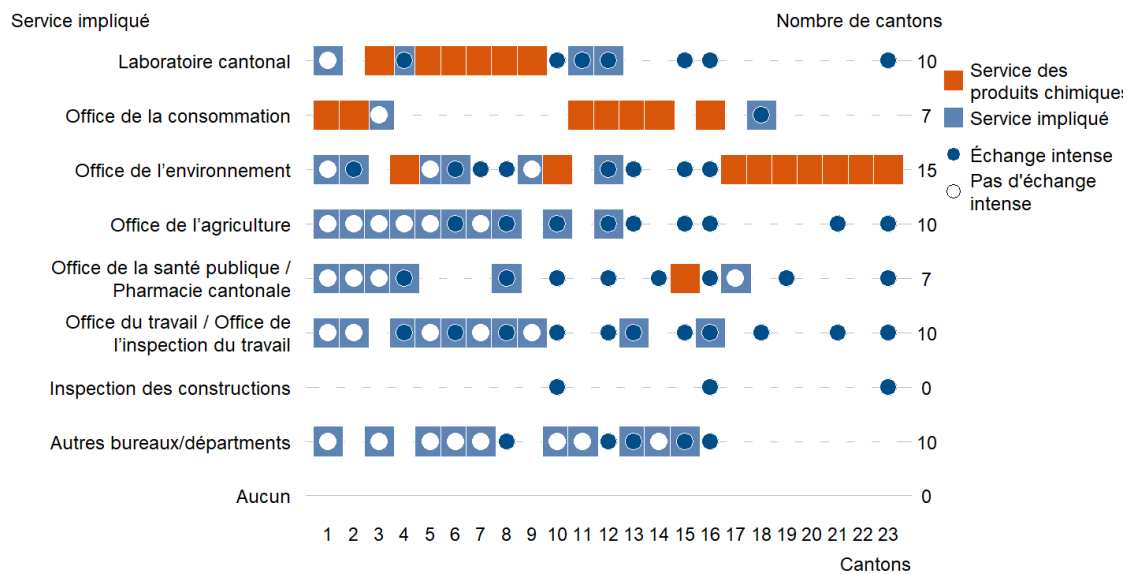 Service impliqué
Nombre de cantons
Laboratoire cantonal
10
Office de la consommation
7
Office de l’environnement
15
Office de l’agriculture
10
Office de la santé publique /
Pharmacie cantonale
7
Office du travail / Office de
l’inspection du travail
10
Inspection des constructions
0
Autres bureaux/départments
10
Aucun
0
1 2 3 4 5 6 7 8 9 10 11 12 13 14 15 16 17 18 19 20 21 22 23
Cantons
Service des
produits chimiques
Service impliqué
Échange intense
Pas d'échange
intense